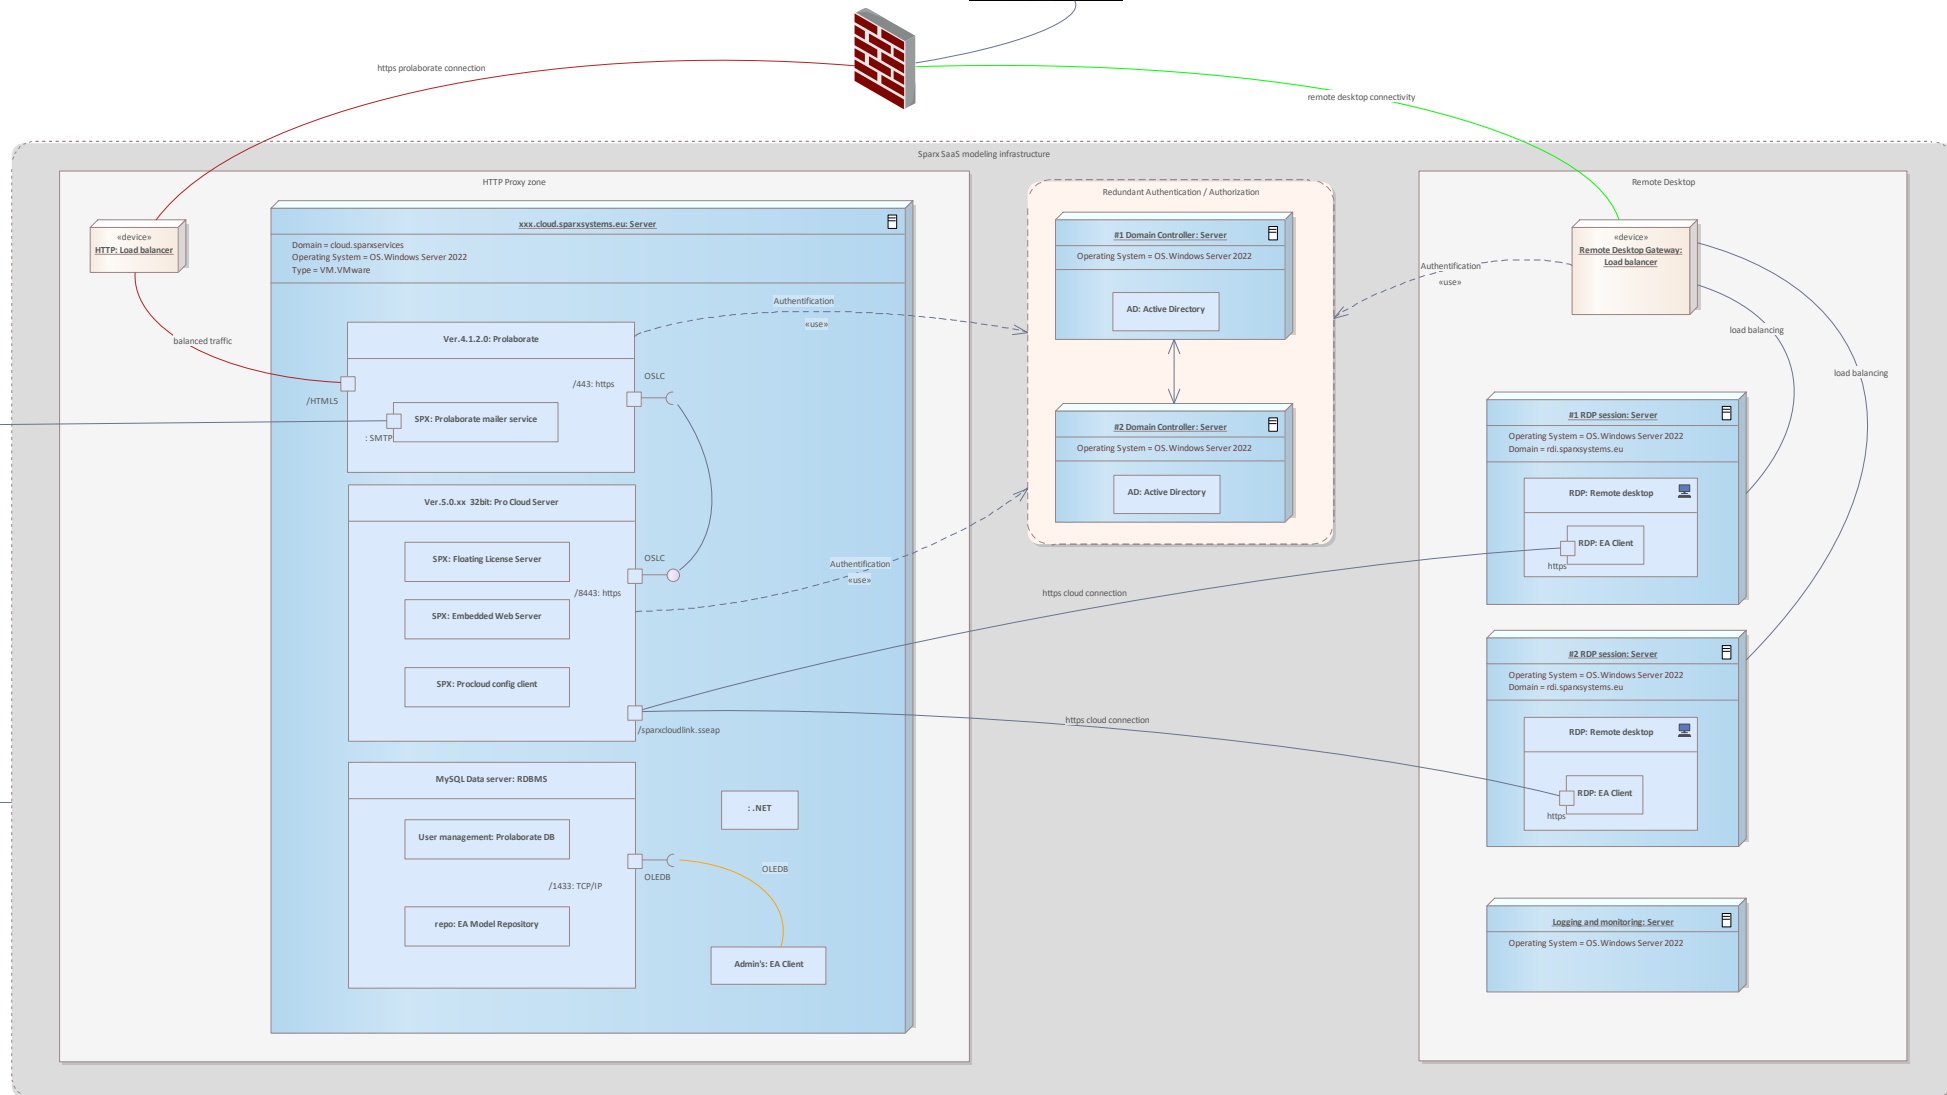 https prolaborate connection
remote desktop connectivity
Sparx SaaS modeling infrastructure
HTTP Proxy zone
«device»
HTTP: Load balancer
balanced traffic
xxx.cloud.sparxsystems.eu: Server
Domain = cloud.sparxservices
Operating System = OS.Windows Server 2022
Type = VM.VMware
Authentification
«use»
Ver.4.1.2.0: Prolaborate
/443: https
OSLC
/HTML5
SPX: Prolaborate mailer service
: SMTP
Ver.5.0.xx  32bit: Pro Cloud Server
SPX: Floating License Server
OSLC
/8443: https
SPX: Embedded Web Server
Authentification
«use»
SPX: Procloud config client
/sparxcloudlink.sseap
MySQL Data server: RDBMS
User management: Prolaborate DB
/1433: TCP/IP
OLEDB
repo: EA Model Repository
: .NET
OLEDB
Admin's: EA Client
Redundant Authentication / Authorization
#1 Domain Controller: Server
Operating System = OS.Windows Server 2022
AD: Active Directory
#2 Domain Controller: Server
Operating System = OS.Windows Server 2022
AD: Active Directory
https cloud connection
https cloud connection
Remote Desktop
«device»
Remote Desktop Gateway:
Load balancer
Authentification
«use»
load balancing
load balancing
#1 RDP session: Server
Operating System = OS.Windows Server 2022
Domain = rdi.sparxsystems.eu
RDP: Remote desktop
RDP: EA Client
https
#2 RDP session: Server
Operating System = OS.Windows Server 2022
Domain = rdi.sparxsystems.eu
RDP: Remote desktop
RDP: EA Client
https
Logging and monitoring: Server
Operating System = OS.Windows Server 2022